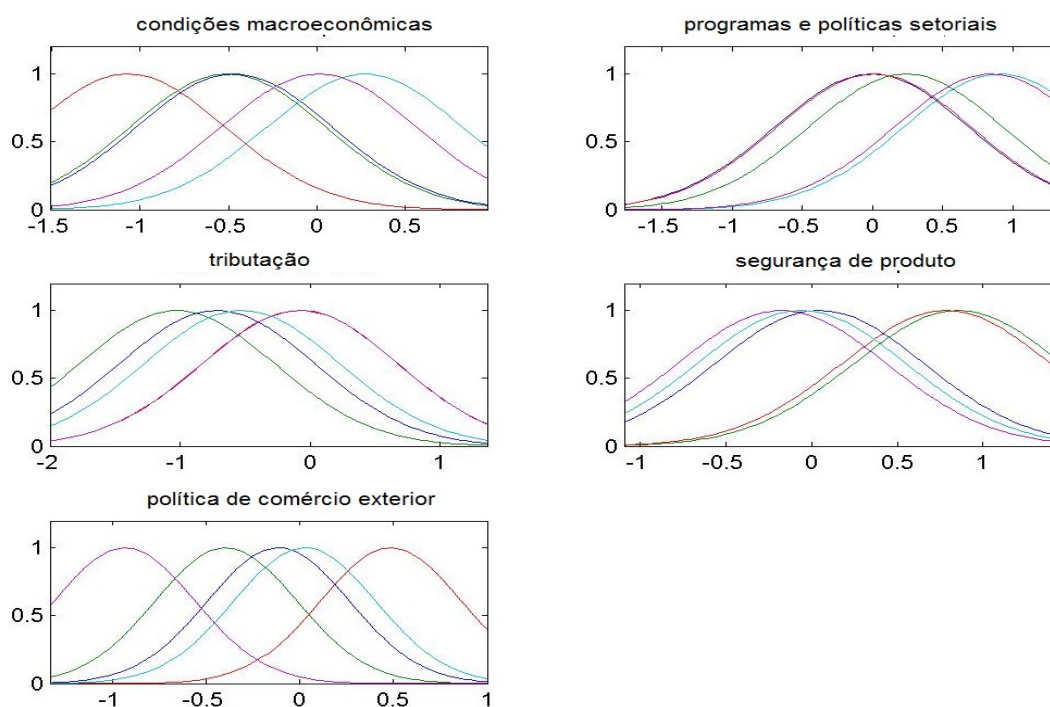 condições macroeconômicas
1
0.5
0
-1.5 -1 -0.5 0 0.5
programas e políticas setoriais
1
0.5
0
-1.5 -1 -0.5 0 0.5 1
tributação
1
0.5
0
-2 -1 0 1
segurança de produto
1
0.5
0
-1 -0.5 0 0.5 1
política de comércio exterior
1
0.5
0
-1 -0.5 0 0.5 1